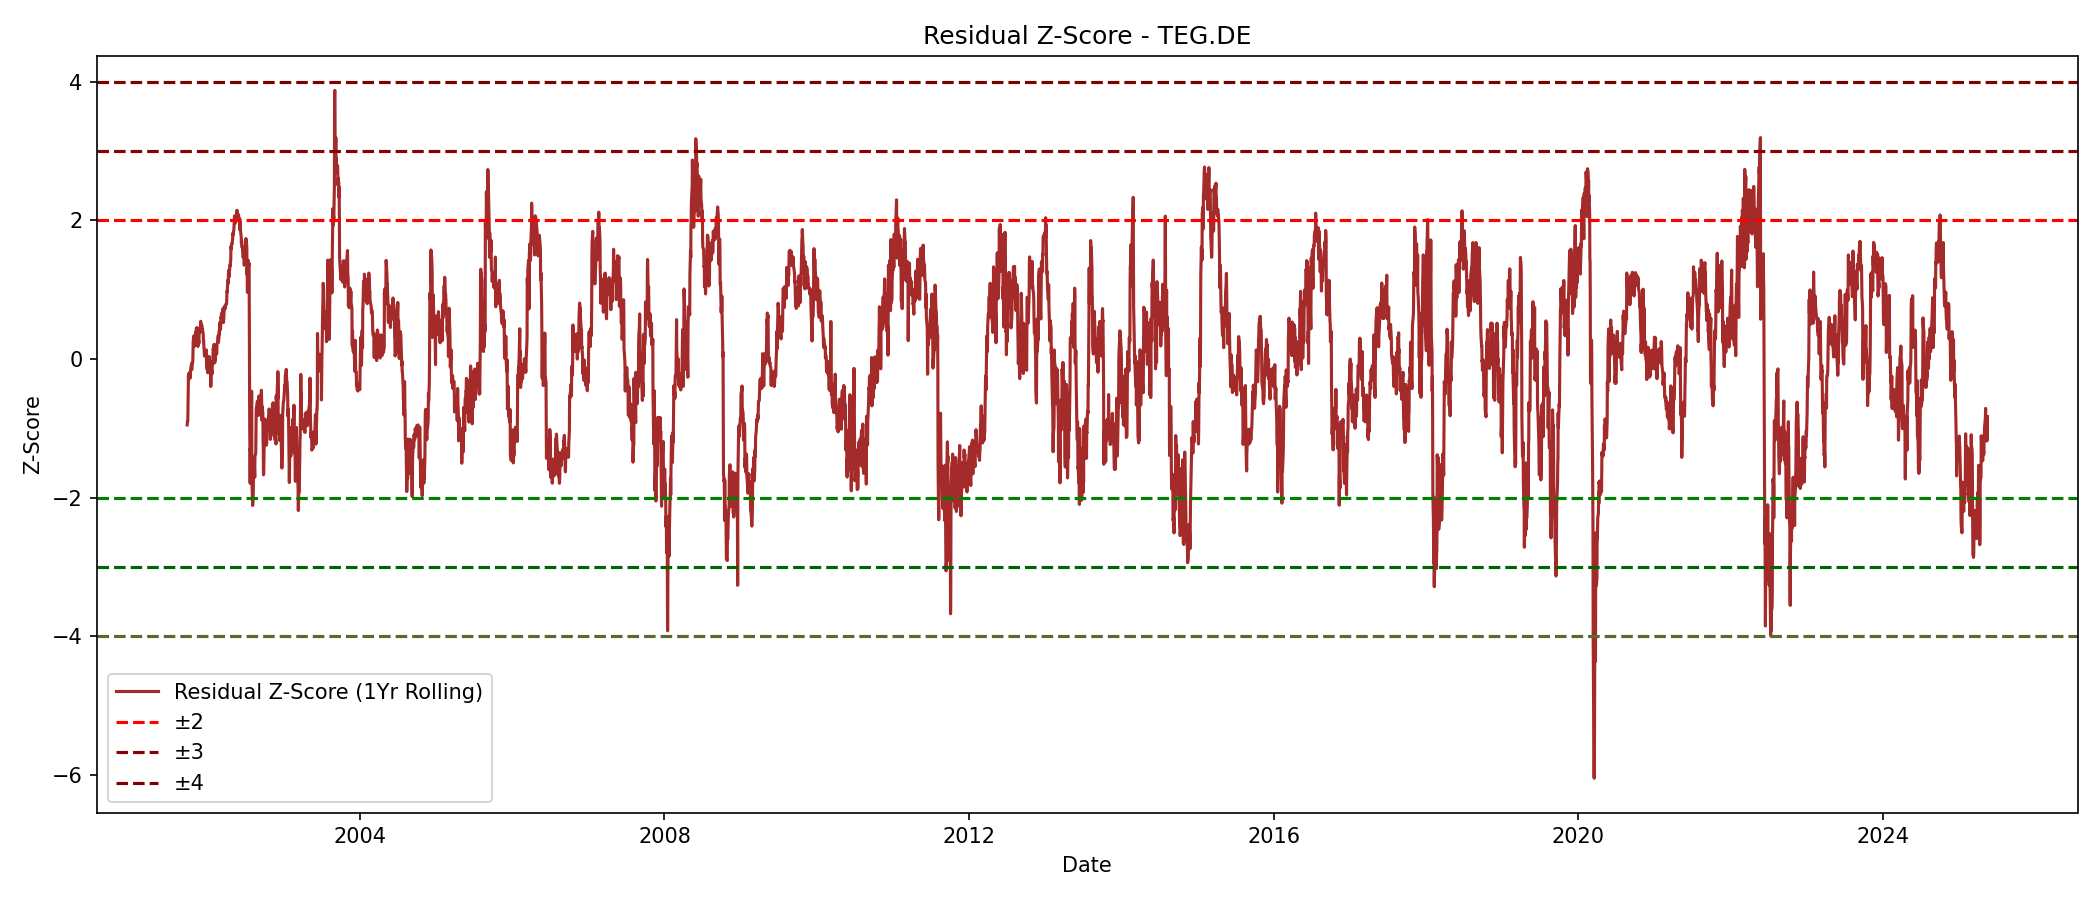 Residual Z-Score - TEG.DE
Z-Score
4
2
0
−2
−4
−6
Residual Z-Score (1Yr Rolling)
±2
±3
±4
2004 2008 2012 2016 2020 2024
Date